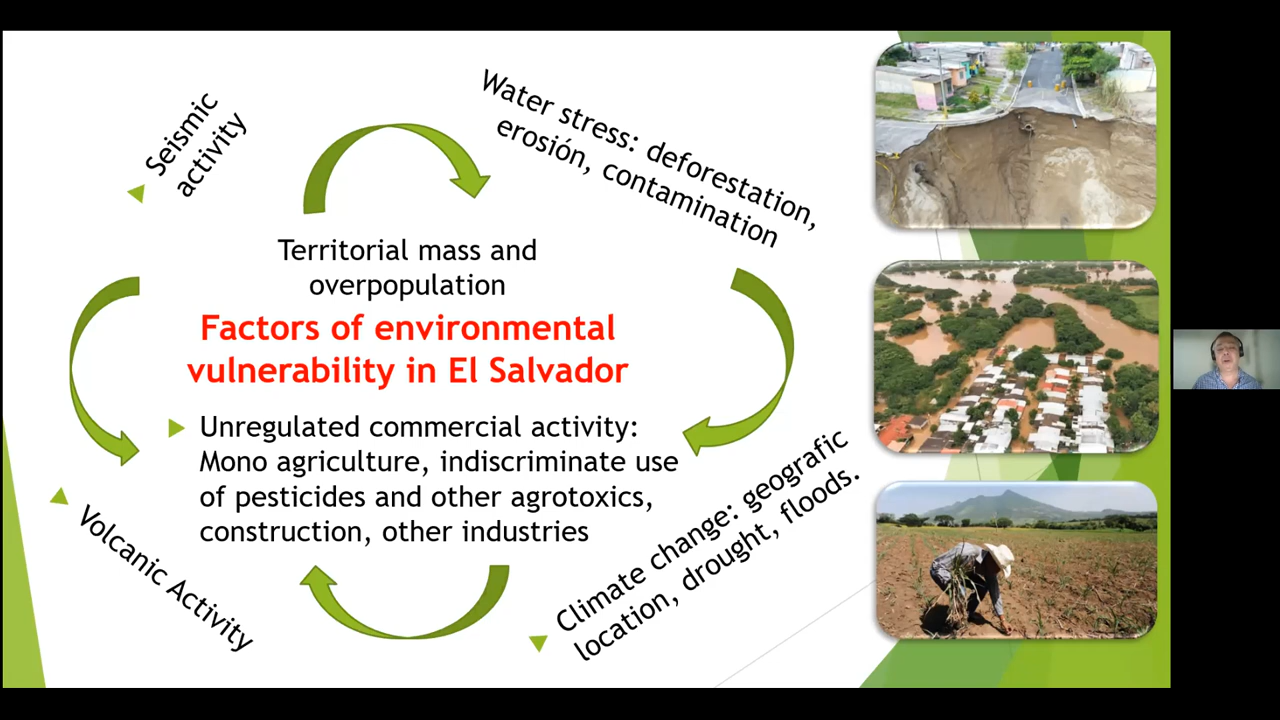 Seismic
activity
Water stress: deforestation,
erosión, contamination
Territorial mass and
overpopulation
Factors of environmental
vulnerability in El Salvador
Unregulated commercial activity:
Mono agriculture, indiscriminate use
of pesticides and other agrotoxics,
construction, other industries
Volcanic Activity
Climate change: geografic
location, drought, floods.